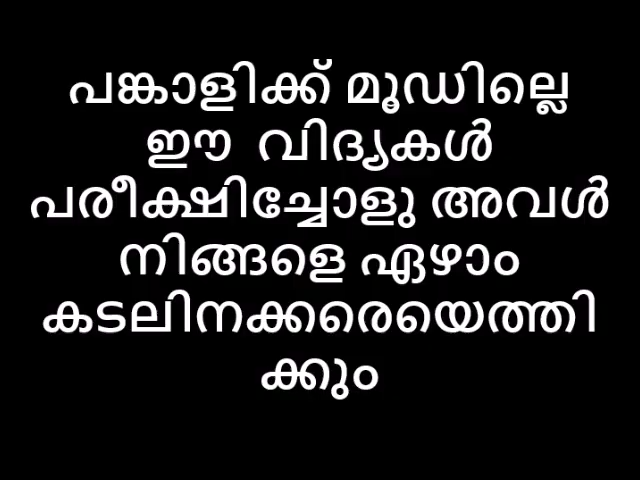 പങ്കാളിക്ക് മൂഡില്ലെ
ഈ വിദ്യകൾ
പരീക്ഷിച്ചോളു അവൾ
നിങ്ങളെ ഏഴാം
കടലിനക്കരെയെത്തി
ക്കും